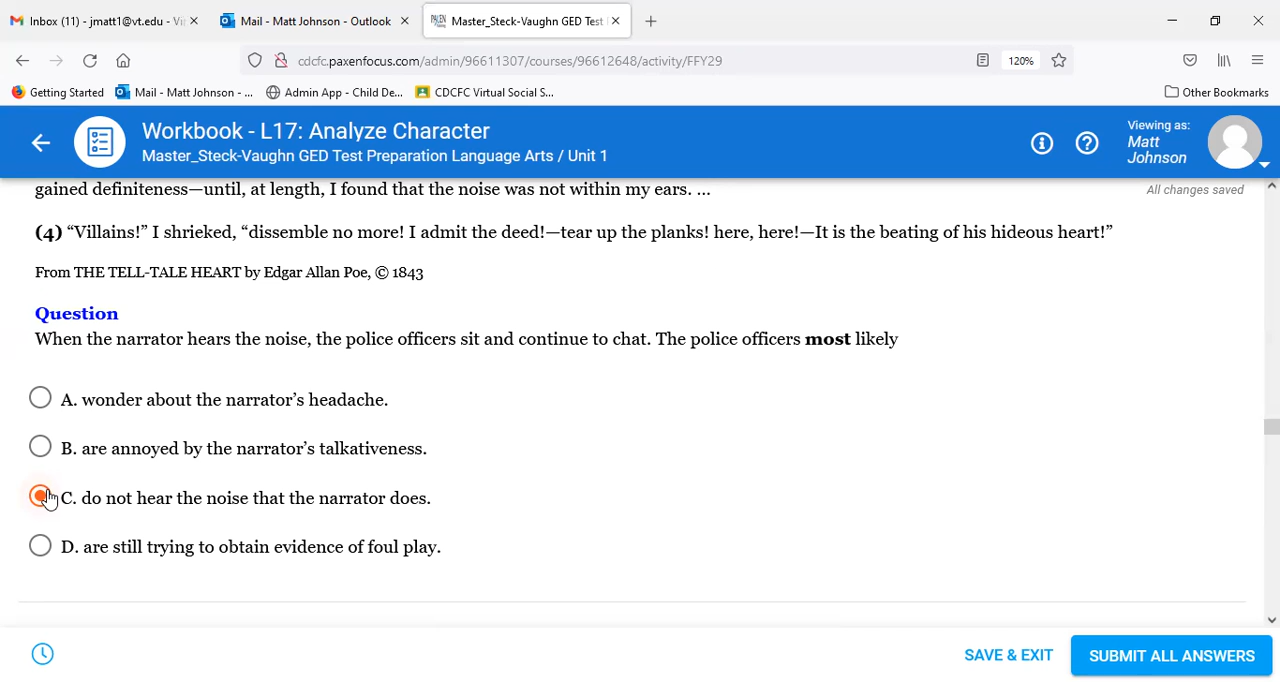 Inbox (11) - jmatt1@vt.edu - Vi
Mail - Matt Johnson - Outlook
PAXEN
Master_Steck-Vaughn GED Test
cdcfc.paxenfocus.com/admin/96611307/courses/96612648/activity/FFY29
120%
Getting Started
Mail - Matt Johnson - ...
Admin App - Child De...
CDCFC Virtual Social S...
Other Bookmarks
Workbook - L17: Analyze Character
Master_Steck-Vaughn GED Test Preparation Language Arts / Unit 1
Viewing as:
Matt
Johnson
gained definiteness—until, at length, I found that the noise was not within my ears. ...
All changes saved
(4) “Villains!” I shrieked, “dissemble no more! I admit the deed!—tear up the planks! here, here!—It is the beating of his hideous heart!”
From THE TELL-TALE HEART by Edgar Allan Poe, © 1843
Question
When the narrator hears the noise, the police officers sit and continue to chat. The police officers most likely
A. wonder about the narrator’s headache.
B. are annoyed by the narrator’s talkativeness.
C. do not hear the noise that the narrator does.
D. are still trying to obtain evidence of foul play.
SAVE & EXIT
SUBMIT ALL ANSWERS